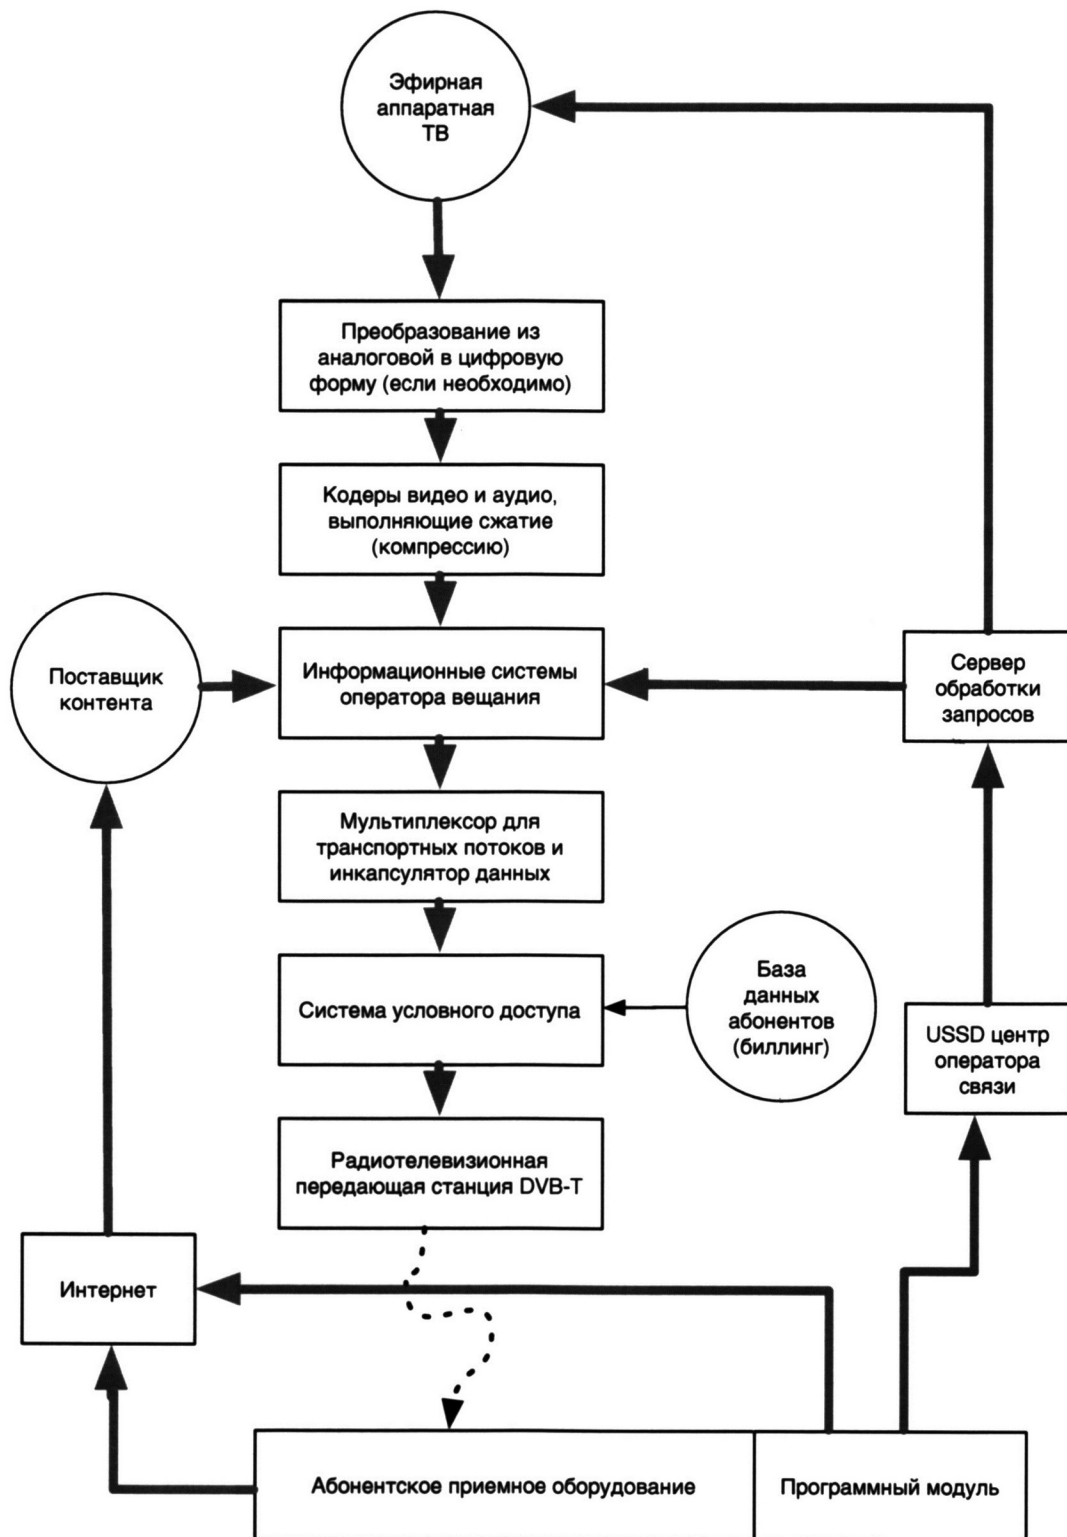 Эфирная
аппаратная
ТВ
Преобразование из
аналоговой в цифровую
форму (если необходимо)
Кодеры видео и аудио,
выполняющие сжатие
(компрессию)
Поставщик
контента
Информационные системы
оператора вещания
Сервер
обработки
запросов
Мультиплексор для
транспортных потоков и
инкапсулятор данных
Система условного доступа
База
данных
абонентов
(биллинг)
USSD центр
оператора
связи
Радиотелевизионная
передающая станция DVB-T
Интернет
Абонентское приемное оборудование
Программный модуль